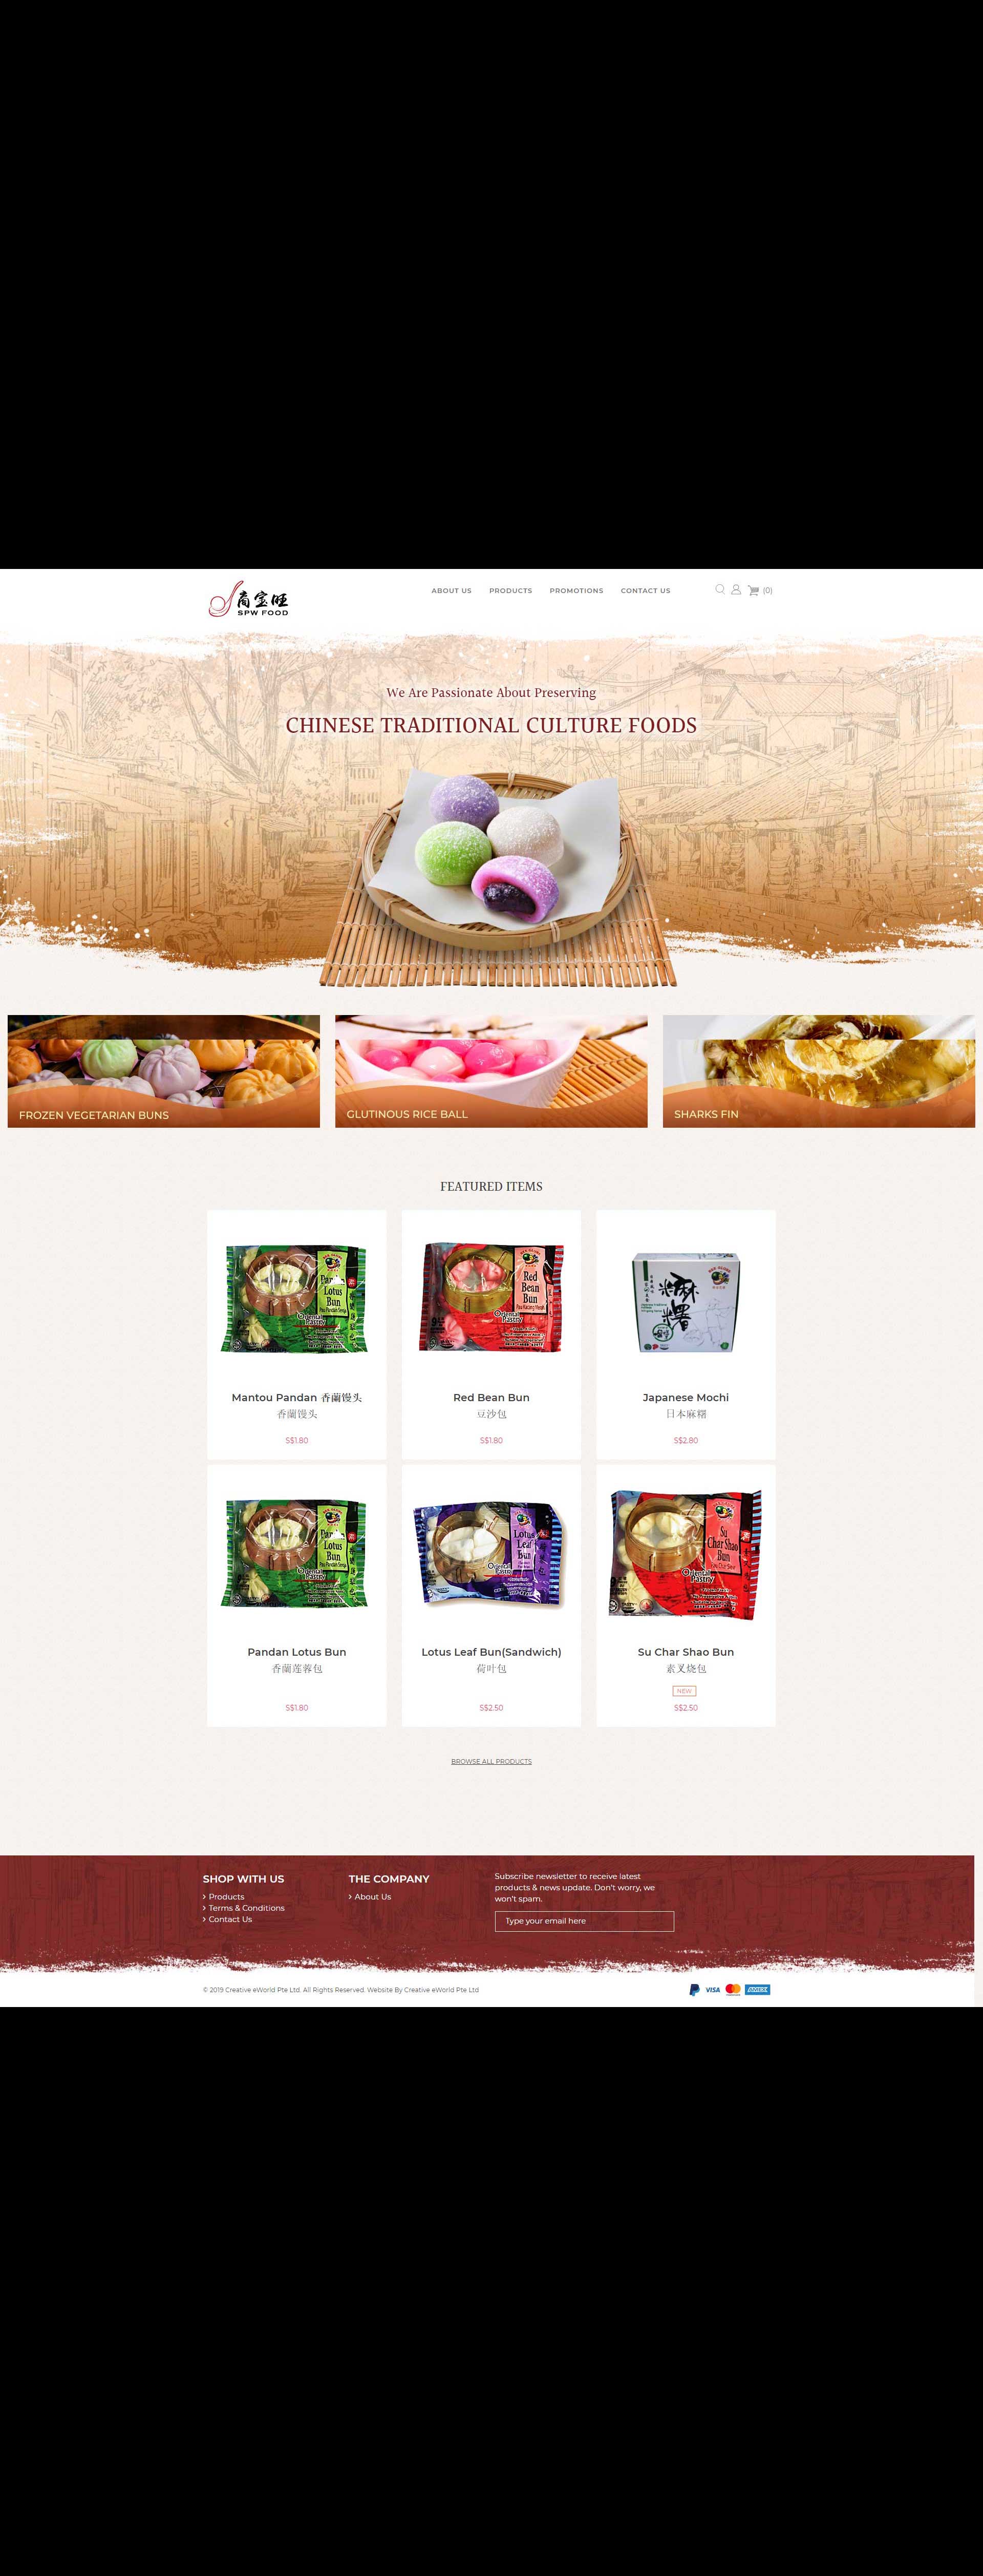 商宝旺
SPW FOOD
ABOUT US
PRODUCTS
PROMOTIONS
CONTACT US
(0)
We Are Passionate About Preserving
CHINESE TRADITIONAL CULTURE FOODS
FROZEN VEGETARIAN BUNS
GLUTINOUS RICE BALL
SHARKS FIN
FEATURED ITEMS
Lotus
Bun
Oriental
Pastry
Red
Bean
Bun
Oriental
Pastry
麻
糬
Mantou Pandan 香蘭馒头
香蘭馒头
S$1.80
Red Bean Bun
豆沙包
S$1.80
Japanese Mochi
日本麻糬
S$2.80
Lotus
Bun
Oriental
Pastry
Lotus
Leaf
Bun
Oriental
Pastry
Su
Char Shao
Bun
Oriental
Pastry
Pandan Lotus Bun
香蘭莲蓉包
S$1.80
Lotus Leaf Bun(Sandwich)
荷叶包
S$2.50
Su Char Shao Bun
素叉烧包
NEW
S$2.50
BROWSE ALL PRODUCTS
SHOP WITH US
Products
Terms & Conditions
Contact Us
THE COMPANY
About Us
Subscribe newsletter to receive latest
products & news update. Don't worry, we
won't spam.
Type your email here
© 2019 Creative eWorld Pte Ltd. All Rights Reserved. Website By Creative eWorld Pte Ltd
VISA
AMEX